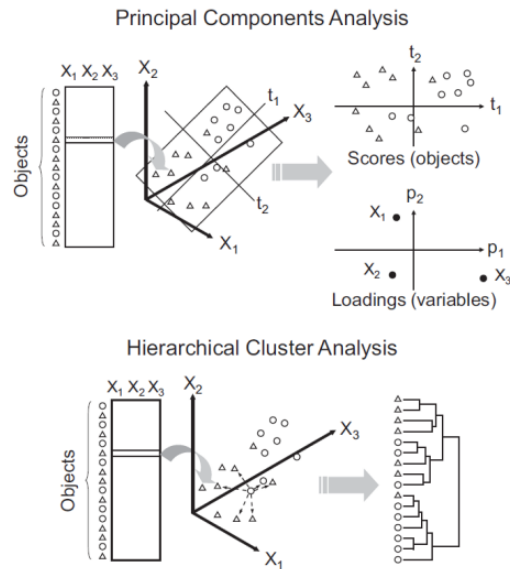 Principal Components Analysis
X1 X2 X3
Objects
X2
t1
X3
t2
X1
t2
t1
Scores (objects)
p2
X1
p1
X2
X3
Loadings (variables)
Hierarchical Cluster Analysis
X1 X2 X3
Objects
X2
X3
X1